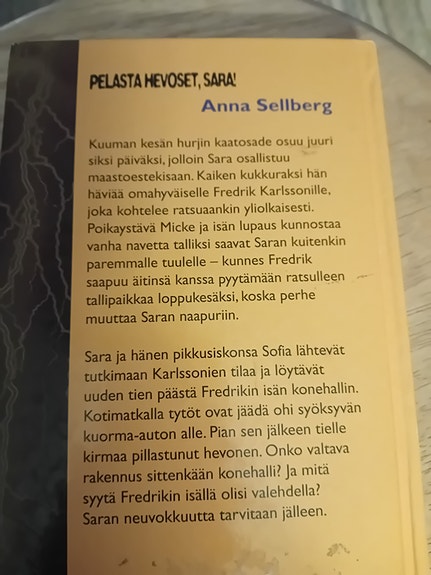 PELASTA HEVOSET, SARA!
Anna Sellberg
Kuuman kesän hurjin kaatosade osuu juuri
siksi päiväksi, jolloin Sara osallistuu
maastoestekisaan. Kaiken kukkuraksi hän
häviää omahyväiselle Fredrik Karlssonille,
joka kohtelee ratsuaankin yliolkaisesti.
Poikaystävä Micke ja isän lupaus kunnostaa
vanha navetta talliksi saavat Saran kuitenkin
paremmalle tuulelle – kunnes Fredrik
saapuu äitinsä kanssa pyytämään ratsulleen
tallipaikkaa loppukesäksi, koska perhe
muuttaa Saran naapuriin.
Sara ja hänen pikkusiskonsa Sofia lähtevät
tutkimaan Karlssonien tilaa ja löytävät
uuden tien päästä Fredrikin isän konehallin.
Kotimatkalla tytöt ovat jäädä ohi syöksyvän
kuorma-auton alle. Pian sen jälkeen tielle
kirmaa pillastunut hevonen. Onko valtava
rakennus sittenkään konehalli? Ja mitä
syytä Fredrikin isällä olisi valehdella?
Saran neuvokkuutta tarvitaan jälleen.